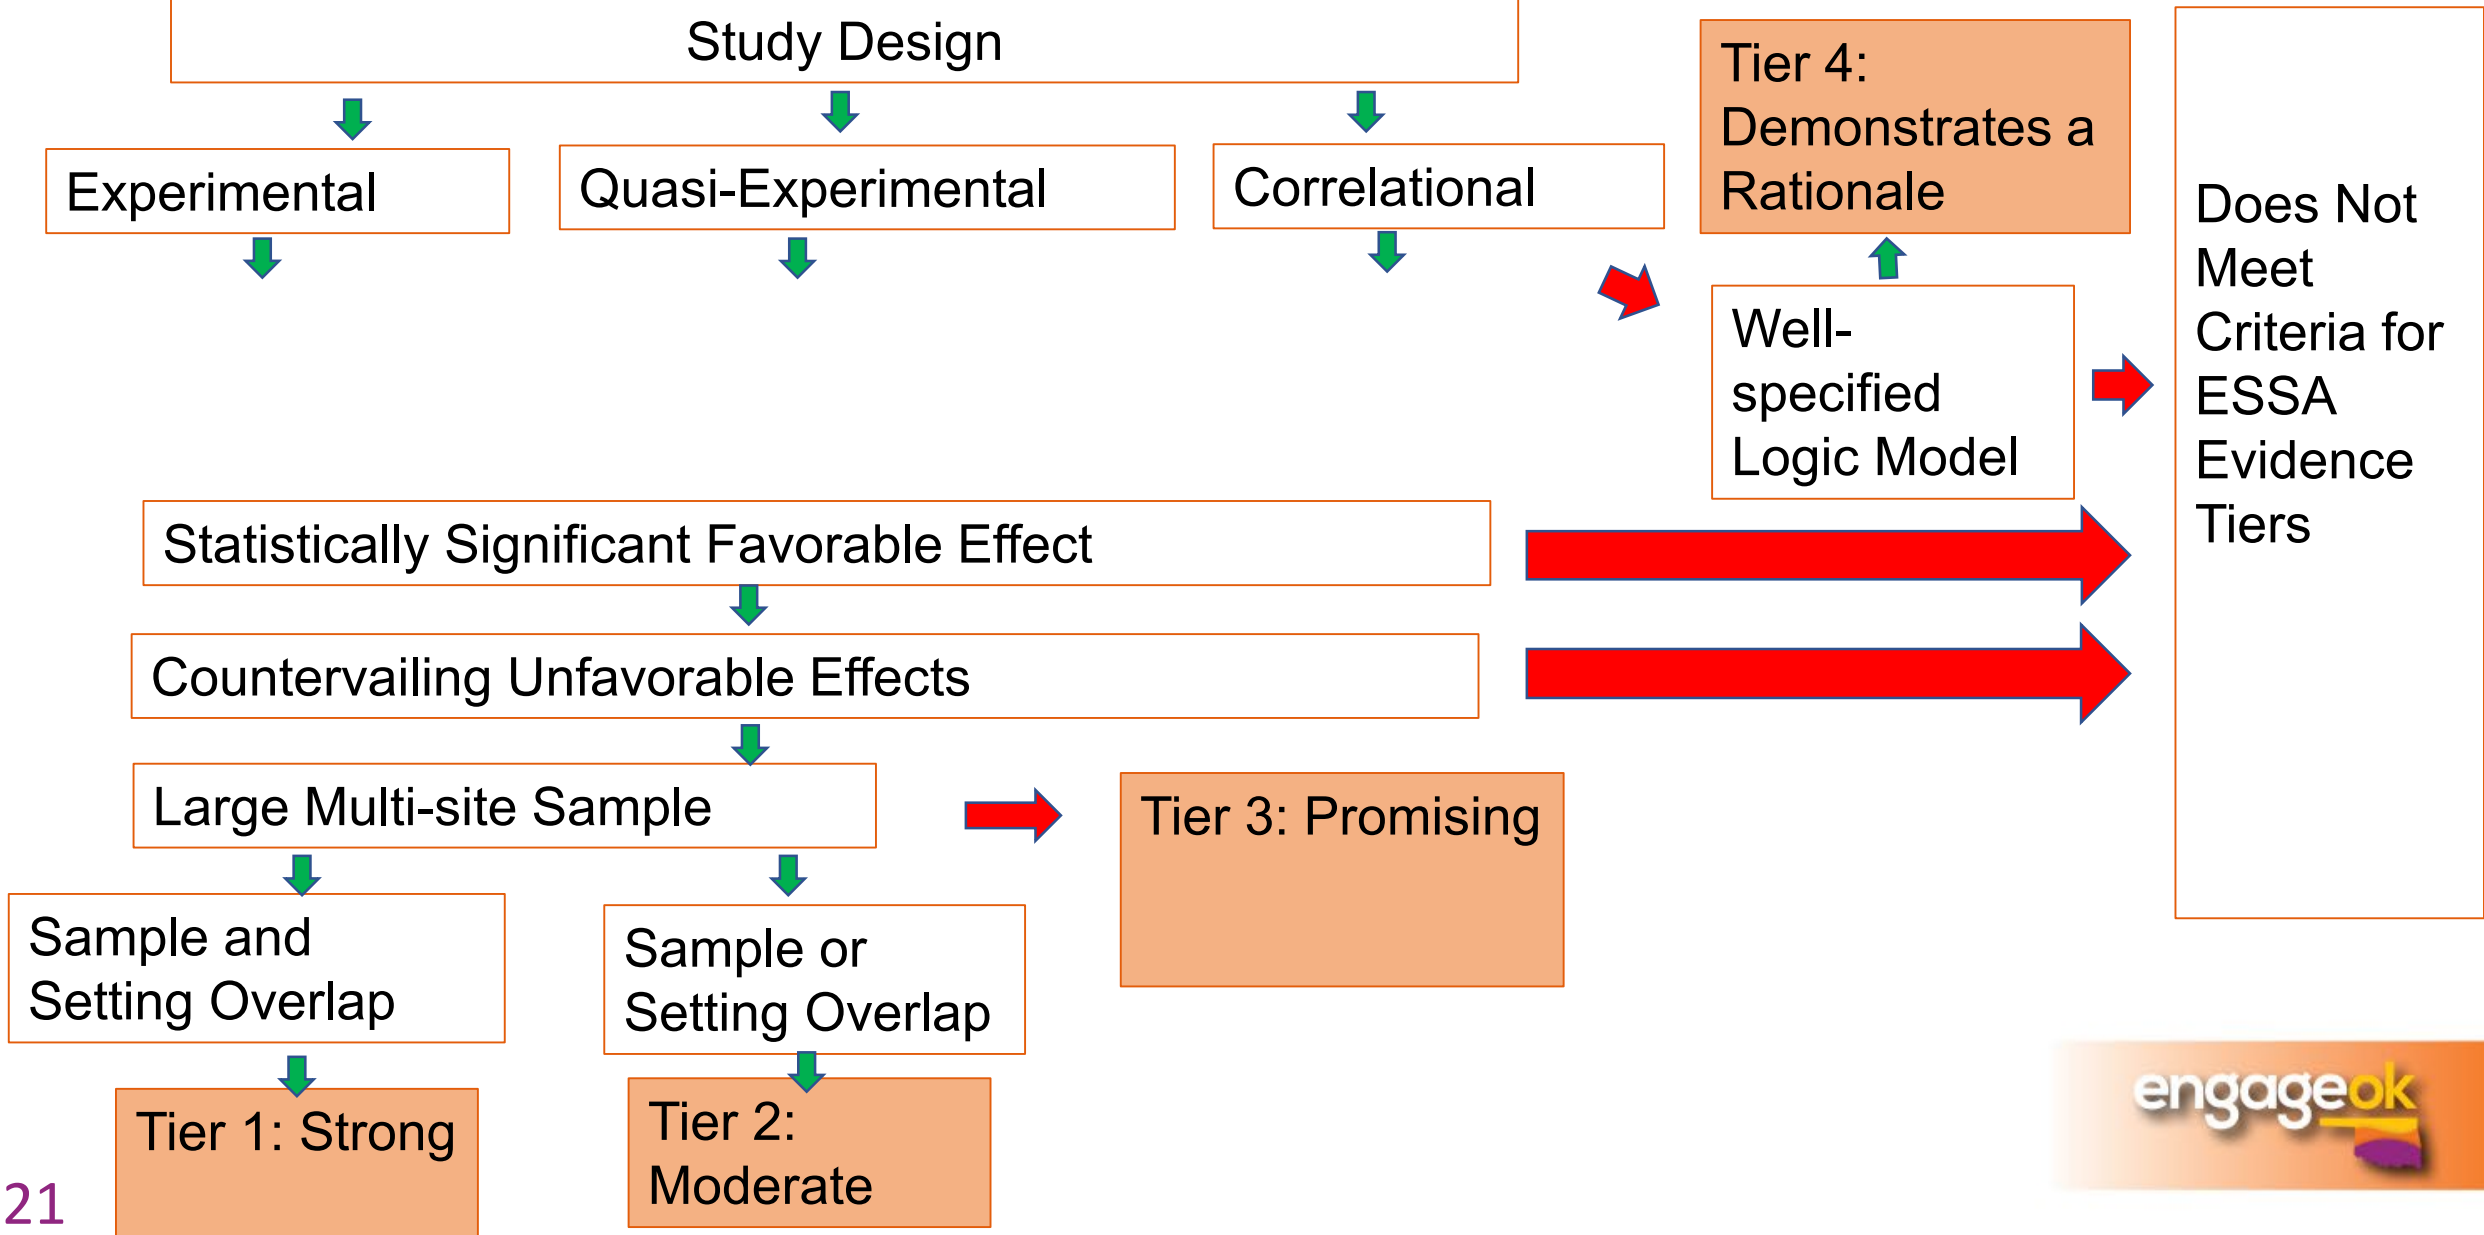 Study Design
Experimental
Quasi-Experimental
Correlational
Tier 4:
Demonstrates a
Rationale
Well-
specified
Logic Model
Does Not
Meet
Criteria for
ESSA
Evidence
Tiers
Statistically Significant Favorable Effect
Countervailing Unfavorable Effects
Large Multi-site Sample
Tier 3: Promising
Sample and
Setting Overlap
Sample or
Setting Overlap
Tier 1: Strong
Tier 2:
Moderate
engageok
21